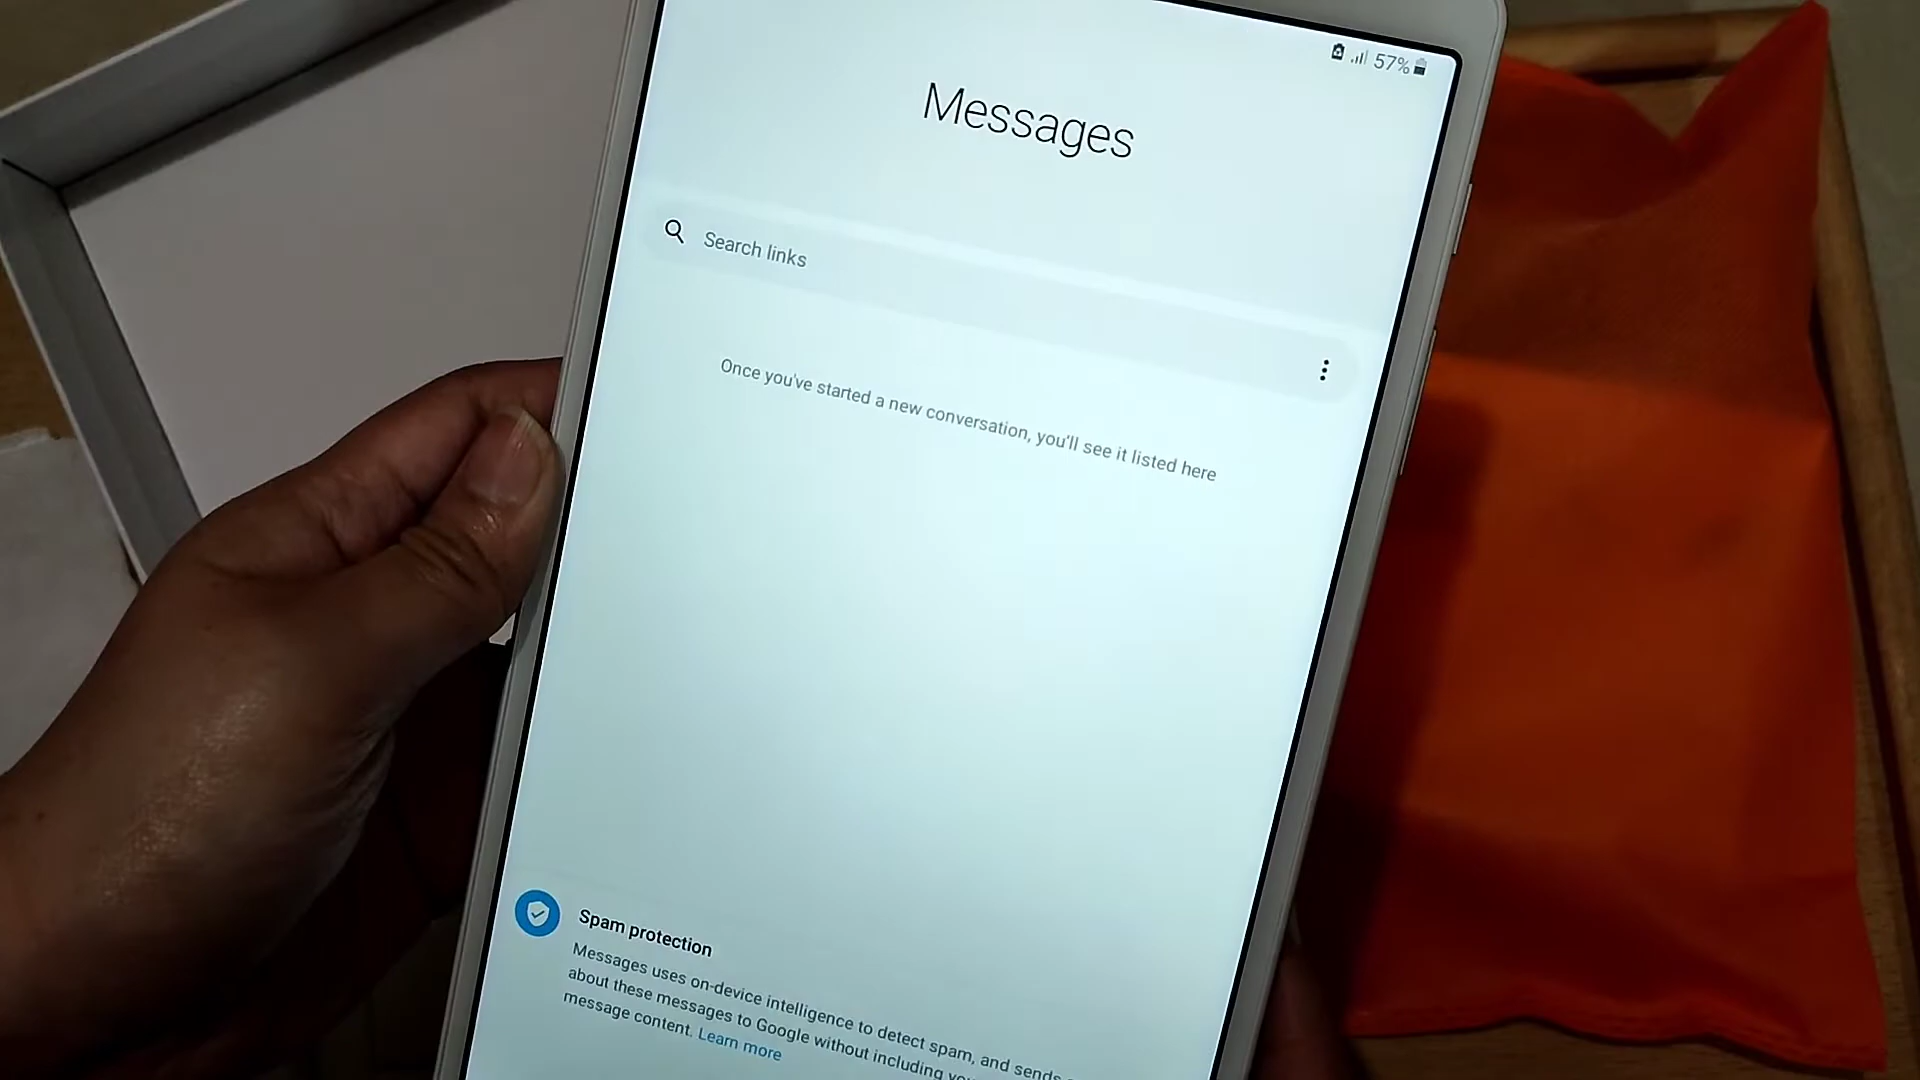 57%
Messages
Search links
Once you've started a new conversation, you'll see it listed here
Spam protection
Messages uses on-device intelligence to detect spam, and sends
about these messages to Google without including
message content. Learn more